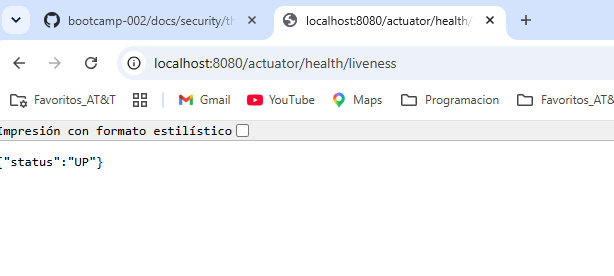 bootcamp-002/docs/security/th
localhost:8080/actuator/health/
localhost:8080/actuator/health/liveness
Favoritos_AT&T Gmail YouTube Maps Programacion Favoritos_AT&
Impresión con formato estilístico
{"status":"UP"}